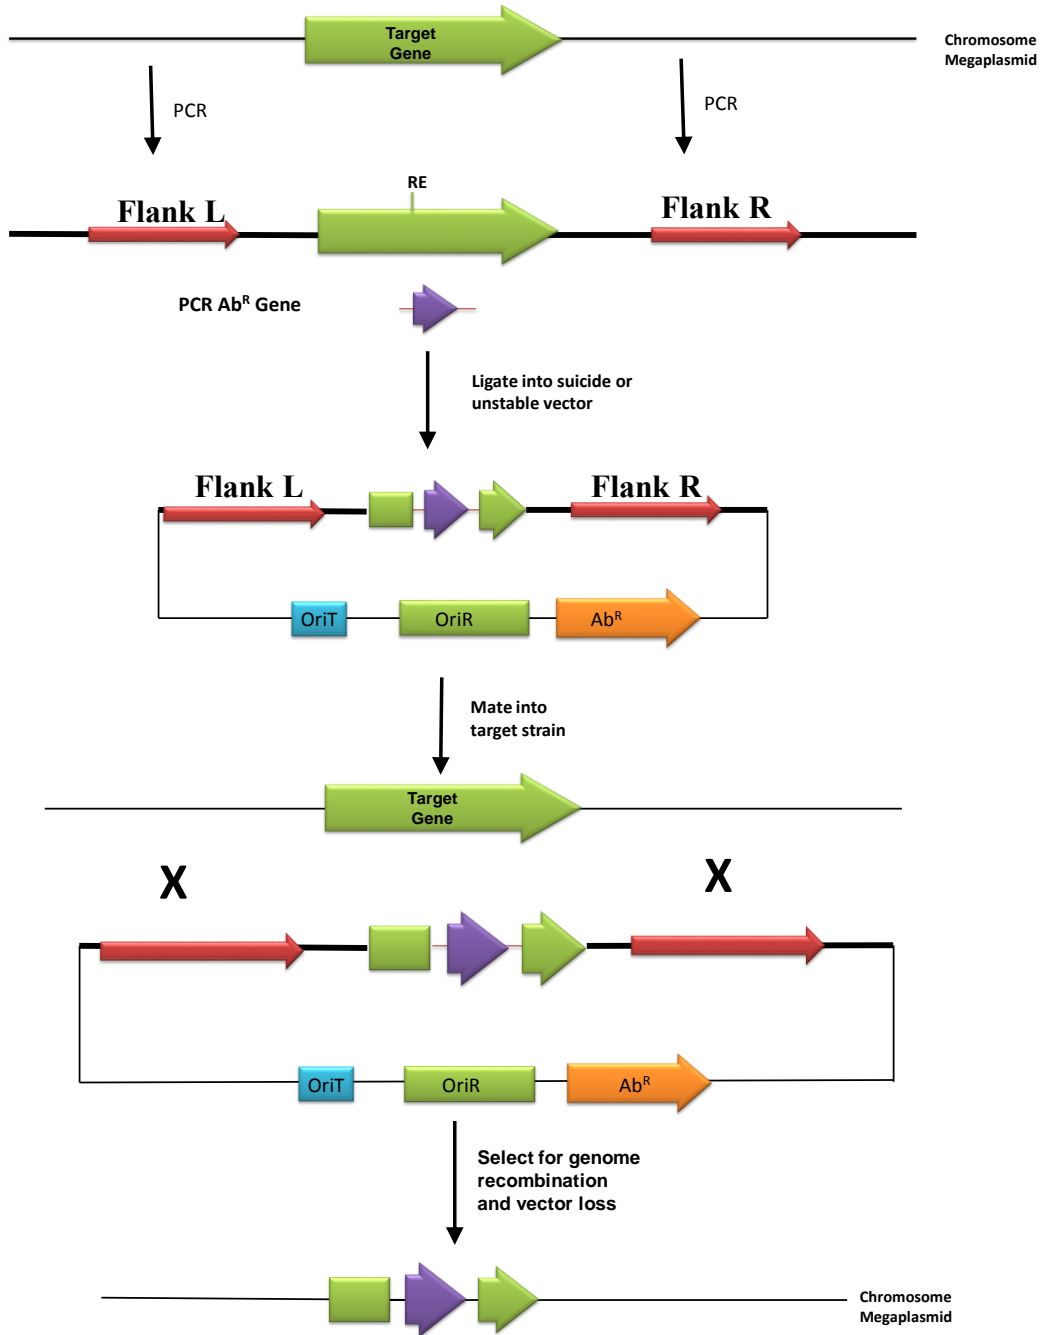 Target
Gene
Chromosome
Megaplasmid
PCR
PCR
RE
Flank L
Flank R
PCR Abᴿ Gene
Ligate into suicide or
unstable vector
Flank L
Flank R
OriT
OriR
Abᴿ
Mate into
target strain
Target
Gene
X
X
OriT
OriR
Abᴿ
Select for genome
recombination
and vector loss
Chromosome
Megaplasmid